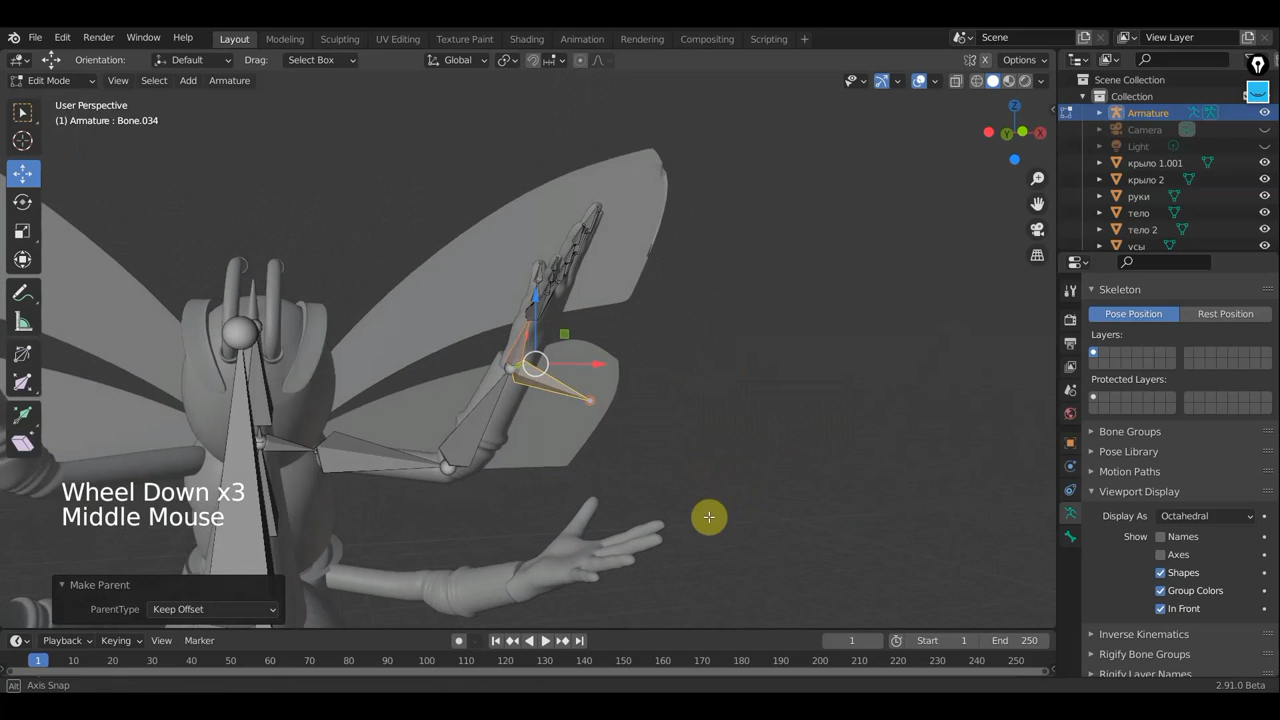 File Edit Render Window Help Layout Modeling Sculpting UV Editing Texture Paint Shading Animation Rendering Compositing Scripting + Scene View Layer
Orientation: Default Drag: Select Box Global Options
Edit Mode View Select Add Armature
User Perspective
(1) Armature : Bone.034
Z
Y
X
Scene Collection
Collection
Armature
Camera
Light
крыло 1.001
крыло 2
руки
тело
тело 2
усы
Skeleton
Pose Position Rest Position
Layers:
Protected Layers:
Bone Groups
Pose Library
Motion Paths
Viewport Display
Display As Octahedral
Show Names
Axes
Shapes
Group Colors
In Front
Inverse Kinematics
Rigify Bone Groups
Rigify Layer Names
Wheel Down x3
Middle Mouse
Make Parent
ParentType Keep Offset
Playback Keying View Marker 1 Start 1 End 250
1 10 20 30 40 50 60 70 80 90 100 110 120 130 140 150 160 170 180 190 200 210 220 230 240 250
Alt Axis Snap 2.91.0 Beta